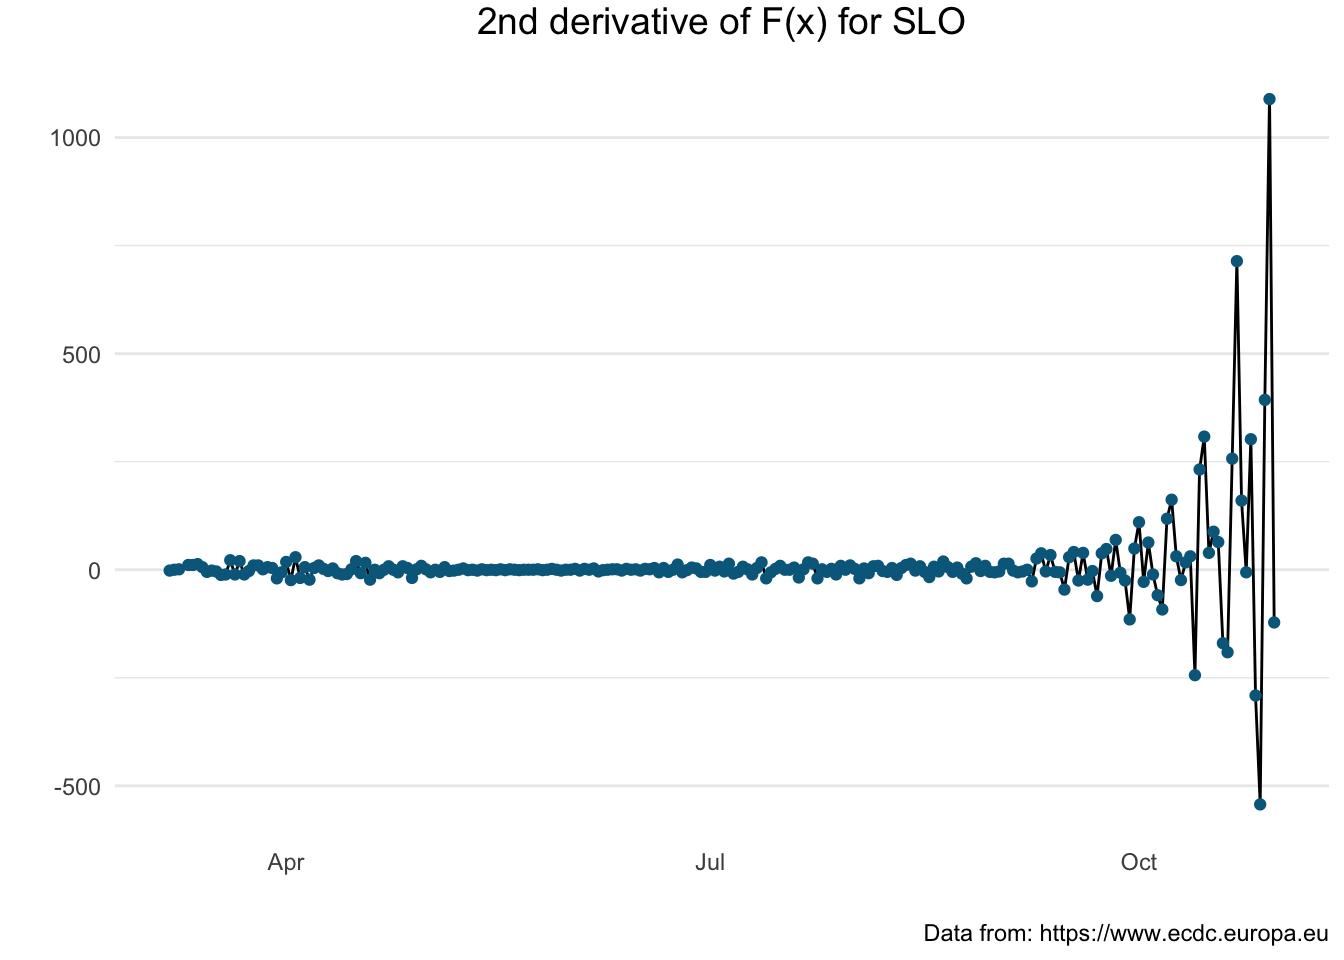 2nd derivative of F(x) for SLO
1000
500
0
-500
Apr Jul Oct
Data from: https://www.ecdc.europa.eu